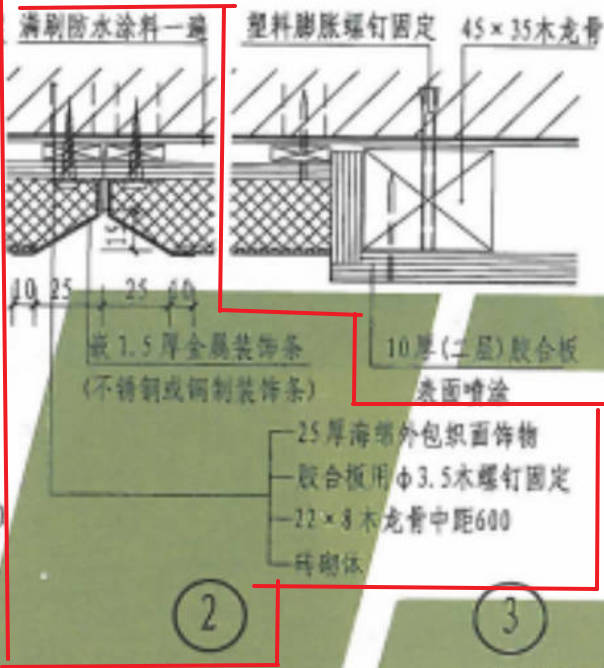 满刷防水涂料一遍
塑料膨胀螺钉固定
45×35木龙骨
15
10 25 25 10
嵌1.5厚金属装饰条
(不锈钢或铜制装饰条)
10厚(二层)胶合板
表面喷涂
25厚海绵外包织面饰物
胶合板用φ3.5木螺钉固定
22×8木龙骨中距600
砖砌体
2
3